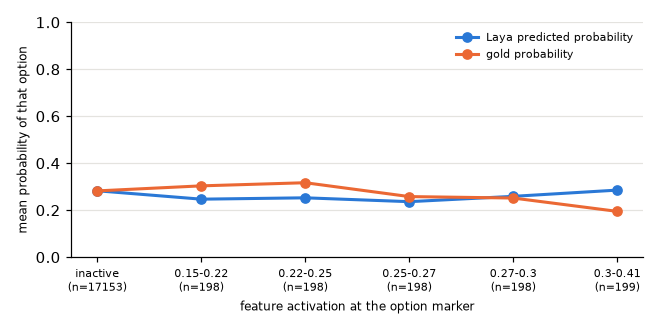 1.0
0.8
0.6
0.4
0.2
0.0
mean probability of that option
Laya predicted probability
gold probability
inactive
(n=17153)
0.15-0.22
(n=198)
0.22-0.25
(n=198)
0.25-0.27
(n=198)
0.27-0.3
(n=198)
0.3-0.41
(n=199)
feature activation at the option marker